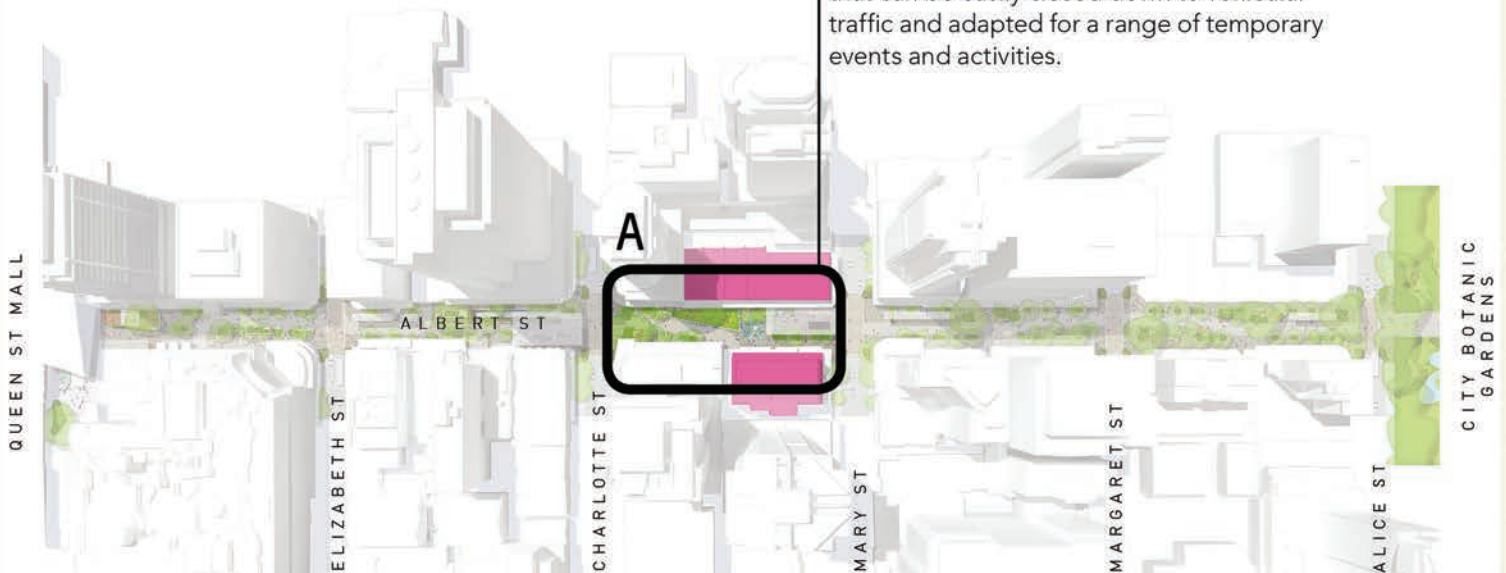 traffic and adapted for a range of temporary
events and activities.
A
QUEEN ST MALL
ALBERT ST
ELIZABETH ST
CHARLOTTE ST
MARY ST
MARGARET ST
ALICE ST
CITY BOTANIC
GARDENS